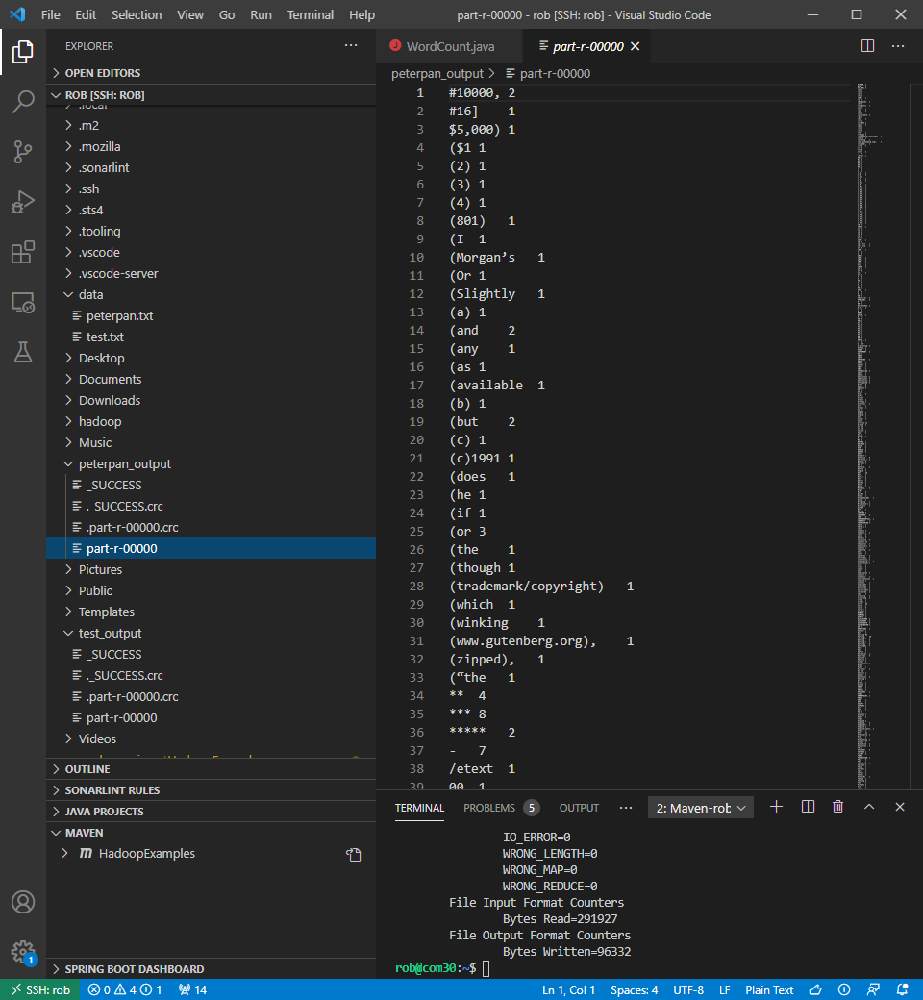 File Edit Selection View Go Run Terminal Help part-r-00000 - rob [SSH: rob] - Visual Studio Code
EXPLORER
OPEN EDITORS
ROB [SSH: ROB]
.local
.m2
.mozilla
.sonarlint
.ssh
.sts4
.tooling
.vscode
.vscode-server
data
peterpan.txt
test.txt
Desktop
Documents
Downloads
hadoop
Music
peterpan_output
_SUCCESS
._SUCCESS.crc
.part-r-00000.crc
part-r-00000
Pictures
Public
Templates
test_output
_SUCCESS
._SUCCESS.crc
.part-r-00000.crc
part-r-00000
Videos
OUTLINE
SONARLINT RULES
JAVA PROJECTS
MAVEN
HadoopExamples
SPRING BOOT DASHBOARD
WordCount.java part-r-00000
peterpan_output > part-r-00000
1 #10000, 2
2 #16] 1
3 $5,000) 1
4 ($1 1
5 (2) 1
6 (3) 1
7 (4) 1
8 (801) 1
9 (I 1
10 (Morgan’s 1
11 (Or 1
12 (Slightly 1
13 (a) 1
14 (and 2
15 (any 1
16 (as 1
17 (available 1
18 (b) 1
19 (but 2
20 (c) 1
21 (c)1991 1
22 (does 1
23 (he 1
24 (if 1
25 (or 3
26 (the 1
27 (though 1
28 (trademark/copyright) 1
29 (which 1
30 (winking 1
31 (www.gutenberg.org), 1
32 (zipped), 1
33 (“the 1
34 ** 4
35 *** 8
36 ***** 2
37 - 7
38 /etext 1
39 00 1
TERMINAL PROBLEMS 5 OUTPUT ... 2: Maven-rob
IO_ERROR=0
WRONG_LENGTH=0
WRONG_MAP=0
WRONG_REDUCE=0
File Input Format Counters
Bytes Read=291927
File Output Format Counters
Bytes Written=96332
rob@com30:~$
1
SSH: rob 0 4 1 14 Ln 1, Col 1 Spaces: 4 UTF-8 LF Plain Text